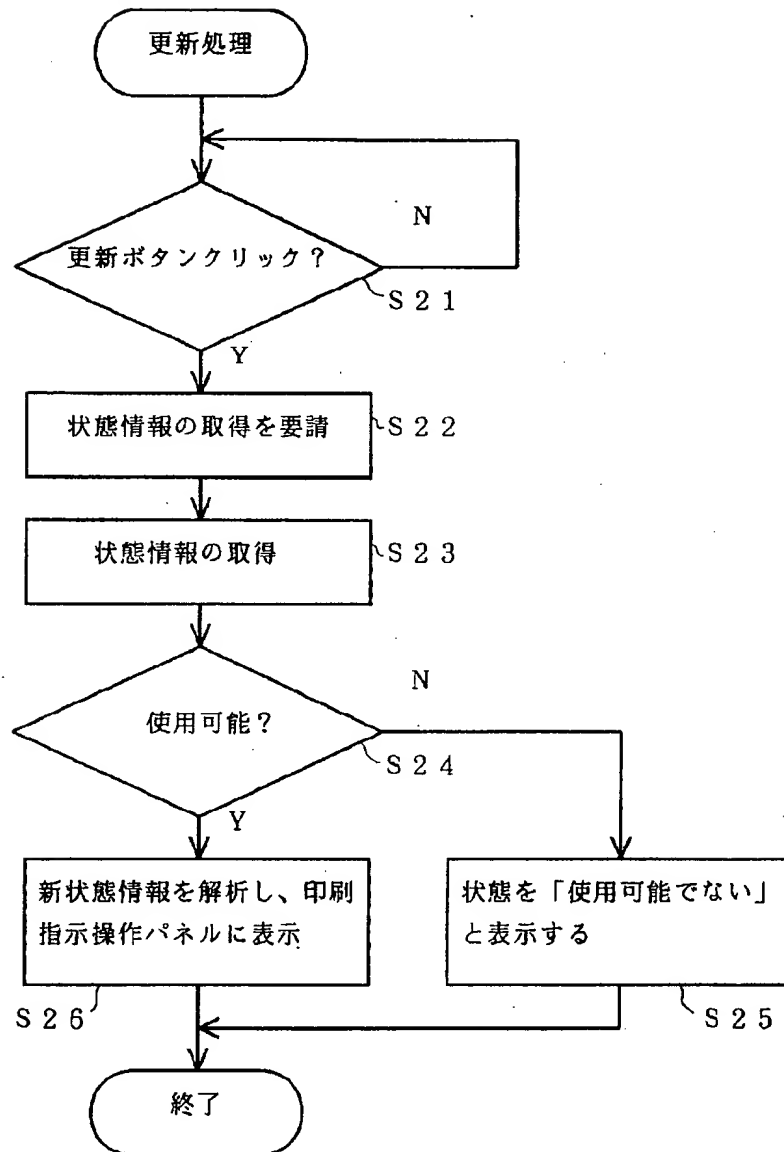 更新処理
N
更新ボタンクリック？
S21
Y
状態情報の取得を要請
S22
状態情報の取得
S23
N
使用可能？
S24
Y
新状態情報を解析し、印刷
指示操作パネルに表示
S26
状態を「使用可能でない」
と表示する
S25
終了